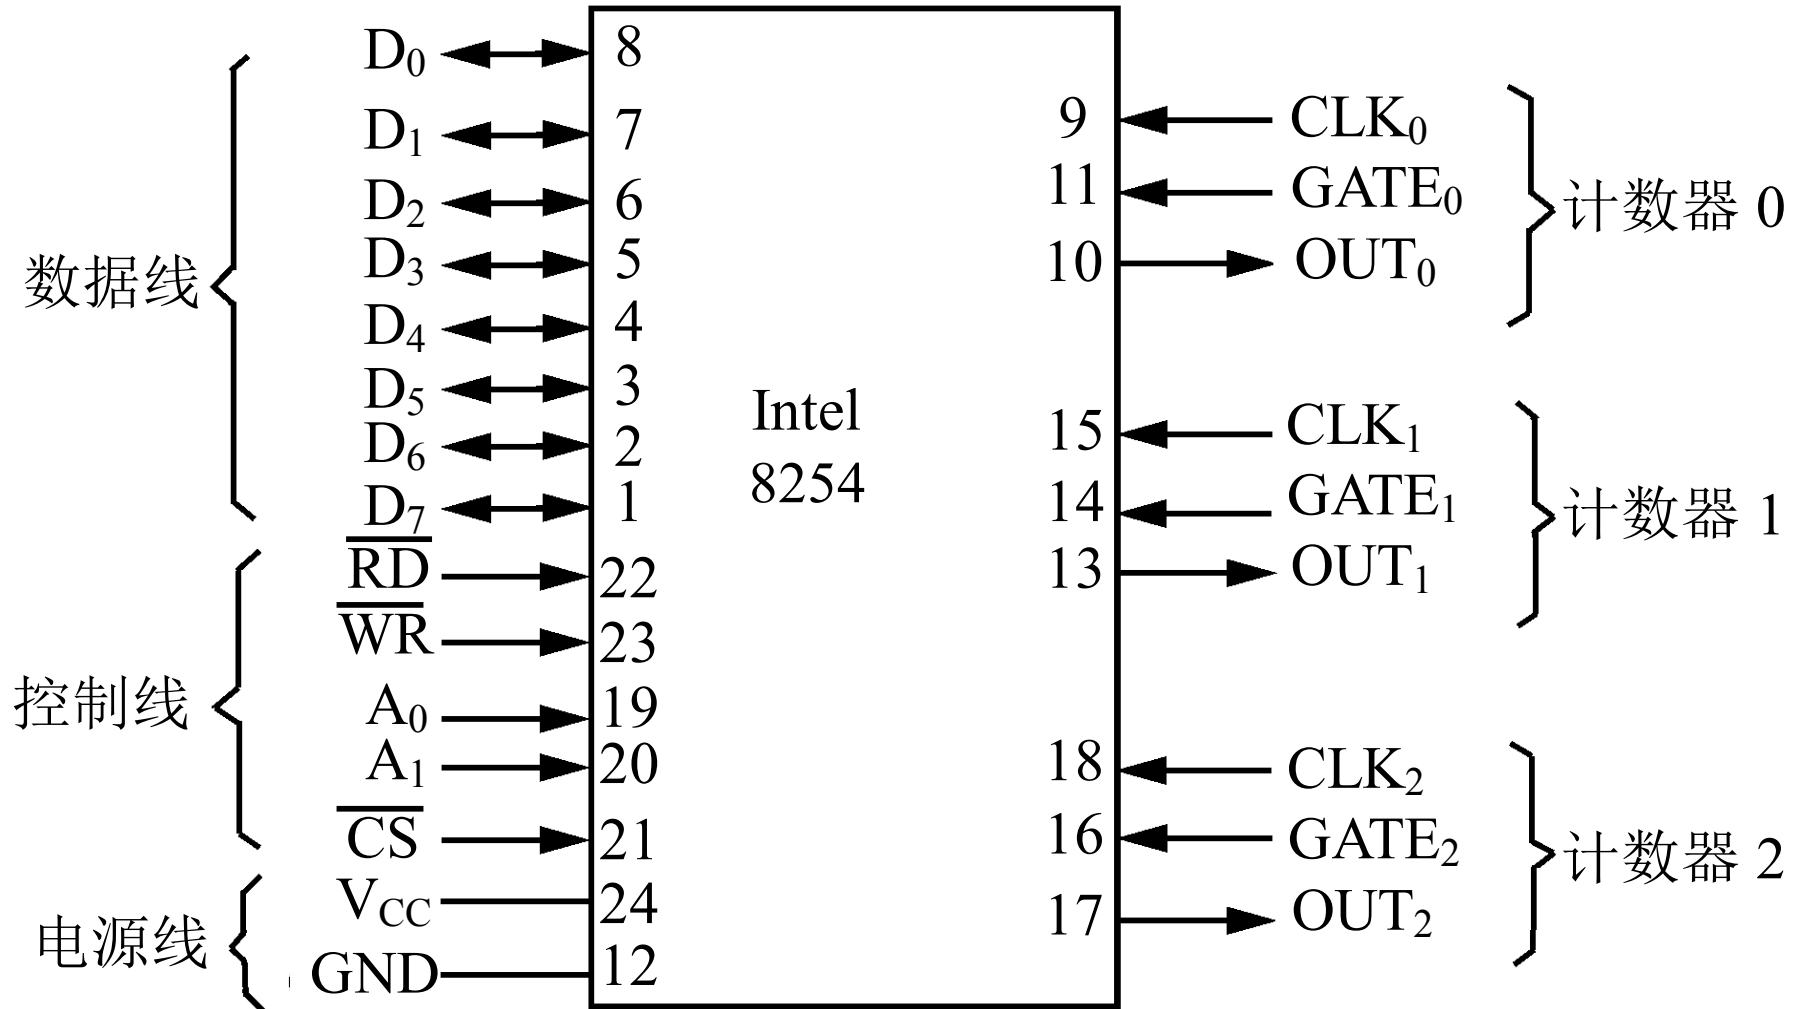 D0 8
D1 7
D2 6
D3 5
D4 4
D5 3
D6 2
D7 1
数据线
R̅D̅ 22
W̅R̅ 23
A0 19
A1 20
C̅S̅ 21
控制线
VCC 24
GND 12
电源线
Intel
8254
9 CLK0
11 GATE0
10 OUT0
计数器 0
15 CLK1
14 GATE1
13 OUT1
计数器 1
18 CLK2
16 GATE2
17 OUT2
计数器 2